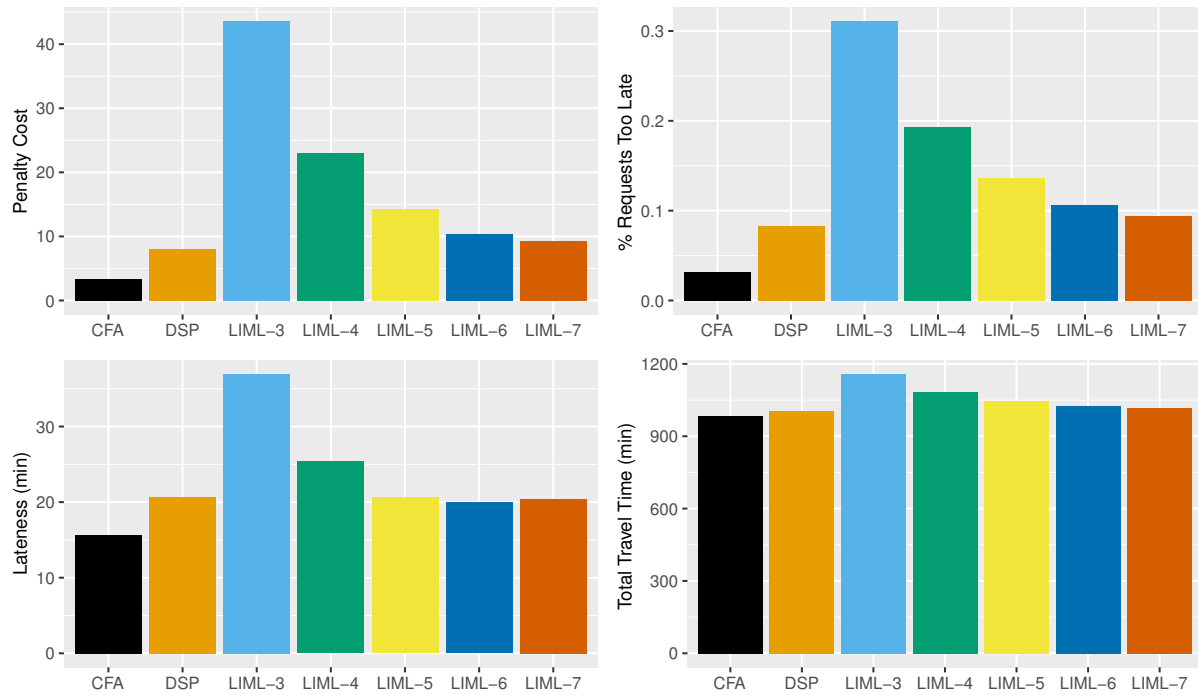 Penalty Cost
40
30
20
10
0
CFA DSP LIML−3 LIML−4 LIML−5 LIML−6 LIML−7
% Requests Too Late
0.3
0.2
0.1
0.0
CFA DSP LIML−3 LIML−4 LIML−5 LIML−6 LIML−7
Lateness (min)
30
20
10
0
CFA DSP LIML−3 LIML−4 LIML−5 LIML−6 LIML−7
Total Travel Time (min)
1200
900
600
300
0
CFA DSP LIML−3 LIML−4 LIML−5 LIML−6 LIML−7